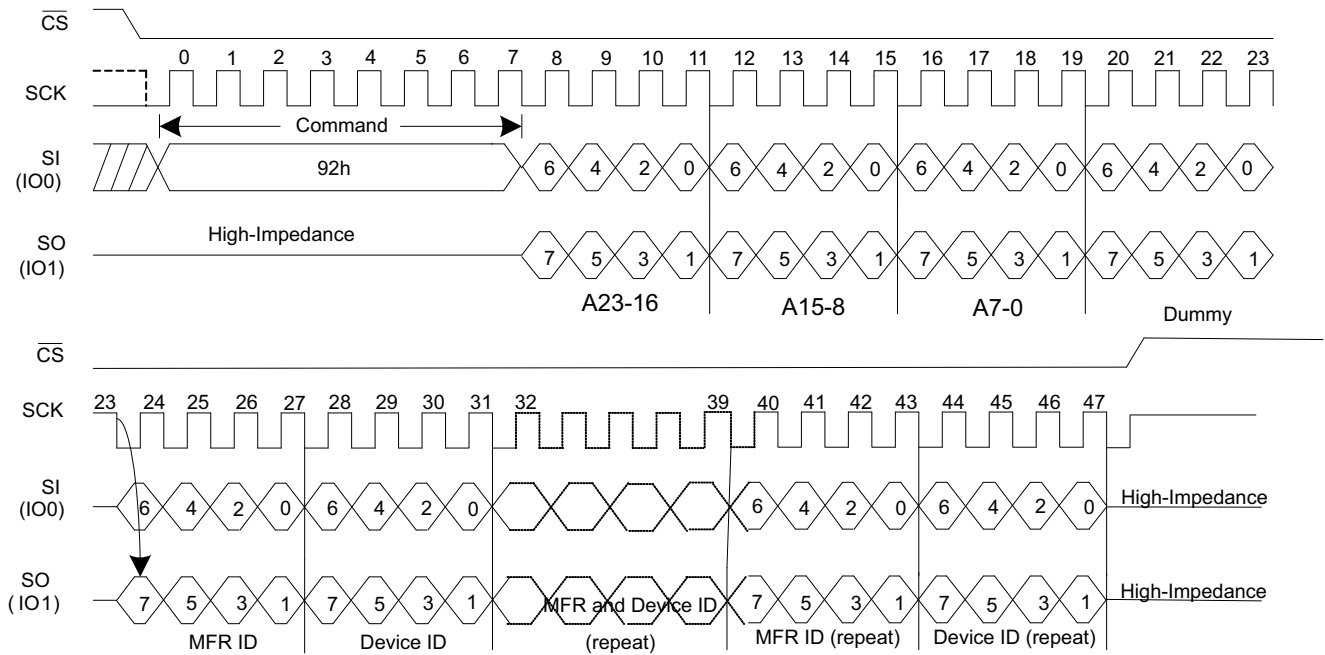 CS
0 1 2 3 4 5 6 7 8 9 10 11 12 13 14 15 16 17 18 19 20 21 22 23
SCK
Command
SI
(IO0)
92h
6 4 2 0 6 4 2 0 6 4 2 0 6 4 2 0
SO
(IO1)
High-Impedance
7 5 3 1 7 5 3 1 7 5 3 1 7 5 3 1
A23-16 A15-8 A7-0 Dummy
CS
SCK
23 24 25 26 27 28 29 30 31 32 39 40 41 42 43 44 45 46 47
SI
(IO0)
6 4 2 0 6 4 2 0 6 4 2 0 6 4 2 0 High-Impedance
SO
(IO1)
7 5 3 1 7 5 3 1 MFR and Device ID 7 5 3 1 7 5 3 1 High-Impedance
MFR ID Device ID (repeat) MFR ID (repeat) Device ID (repeat)